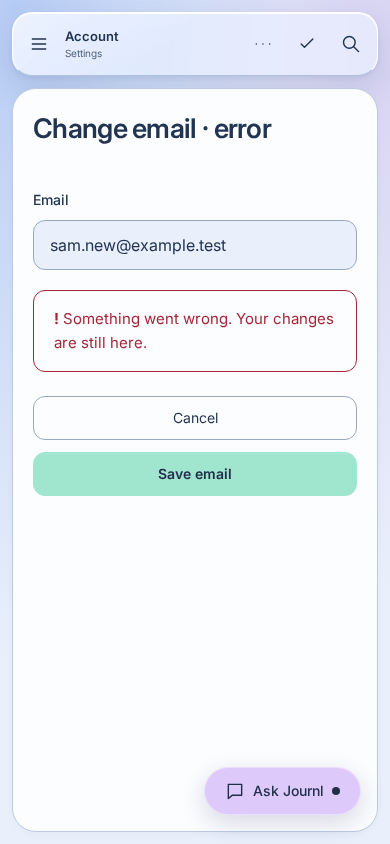 Account
Settings
...
Change email · error
Email
sam.new@example.test
! Something went wrong. Your changes
are still here.
Cancel
Save email
Ask Journl